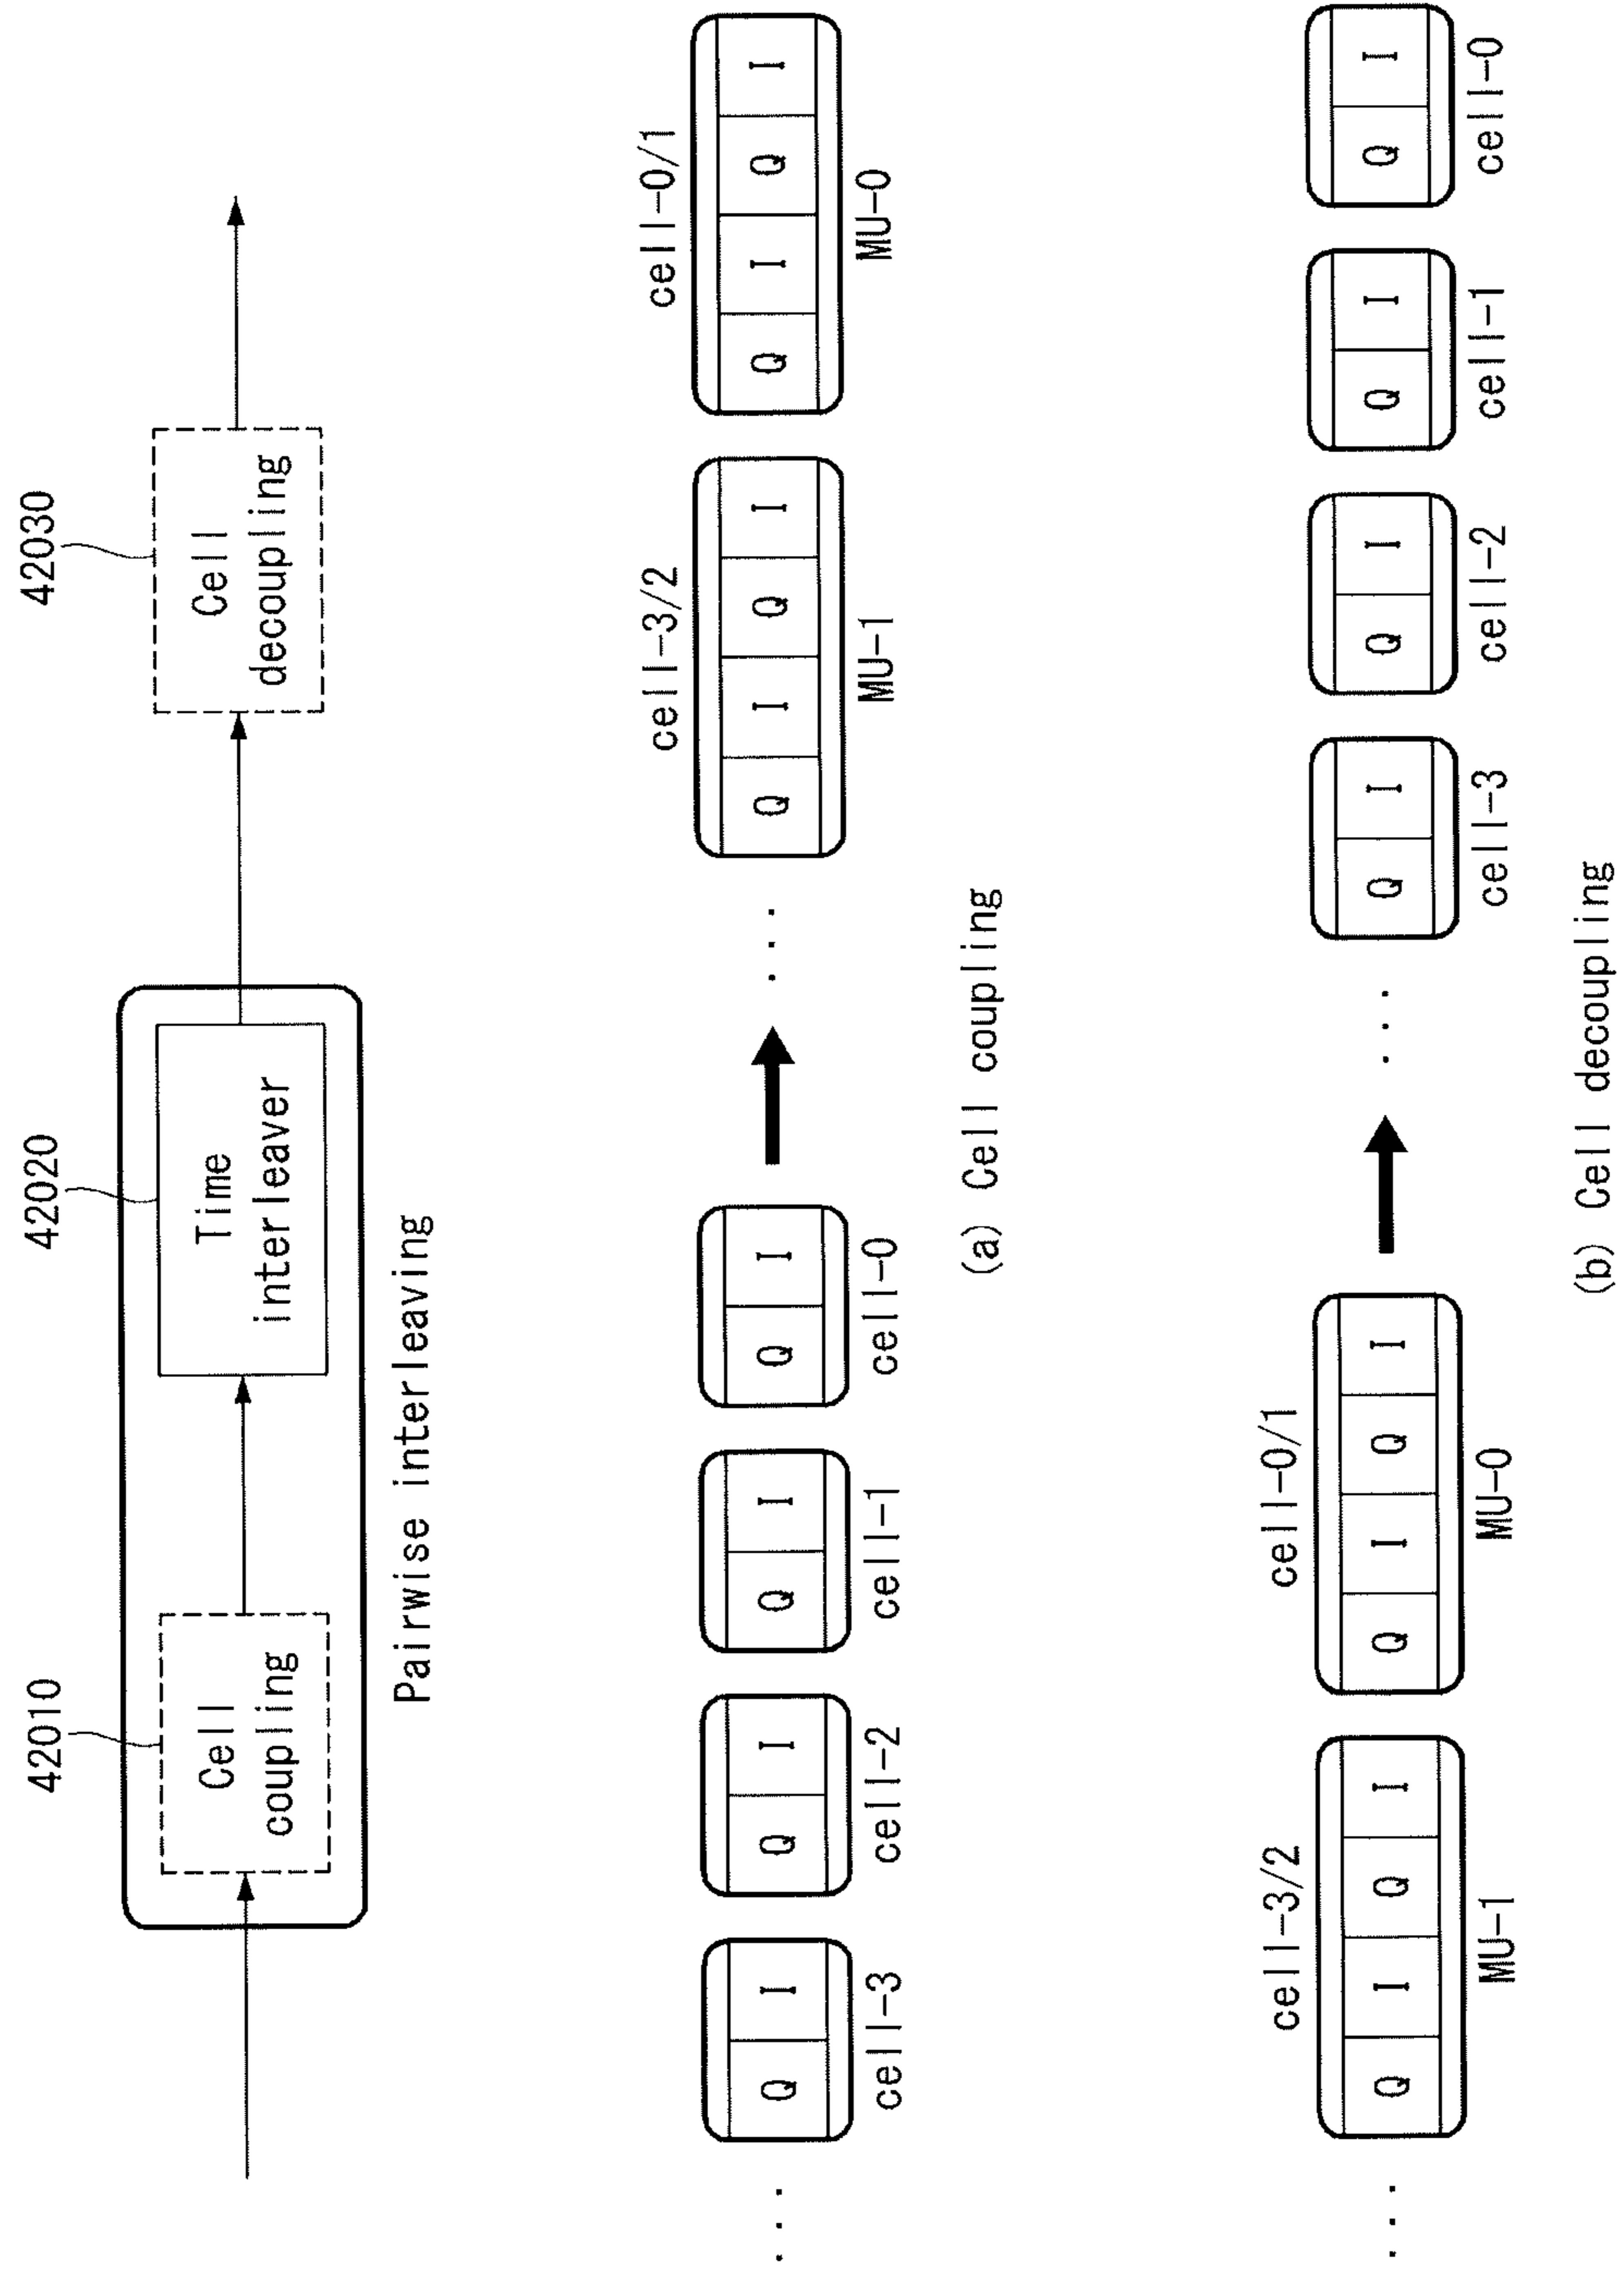 42010
42020
42030
Cell
coupling
Time
interleaver
Cell
decoupling
Pairwise interleaving
cell-3/2
cell-0/1
... Q I Q I Q I Q I ... Q I Q I Q I Q I
cell-3
cell-2
cell-1
cell-0
MU-1
MU-0
(a) Cell coupling
cell-3/2
cell-0/1
... Q I Q I Q I Q I ... Q I Q I Q I Q I
MU-1
MU-0
cell-3
cell-2
cell-1
cell-0
(b) Cell decoupling